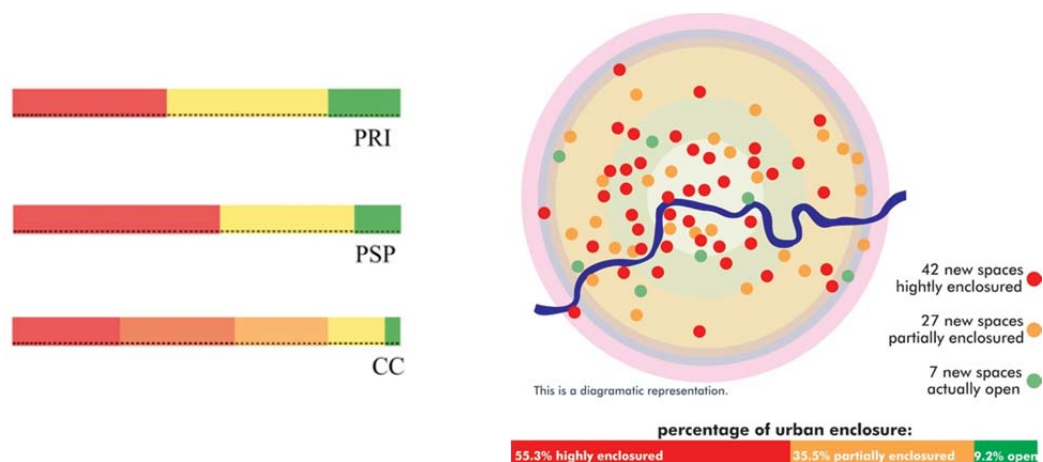 PRI
PSP
CC
42 new spaces
hightly enclosured
27 new spaces
partially enclosured
7 new spaces
actually open
This is a diagramatic representation.
percentage of urban enclosure:
55.3% highly enclosured 35.5% partially enclosured 9.2% open